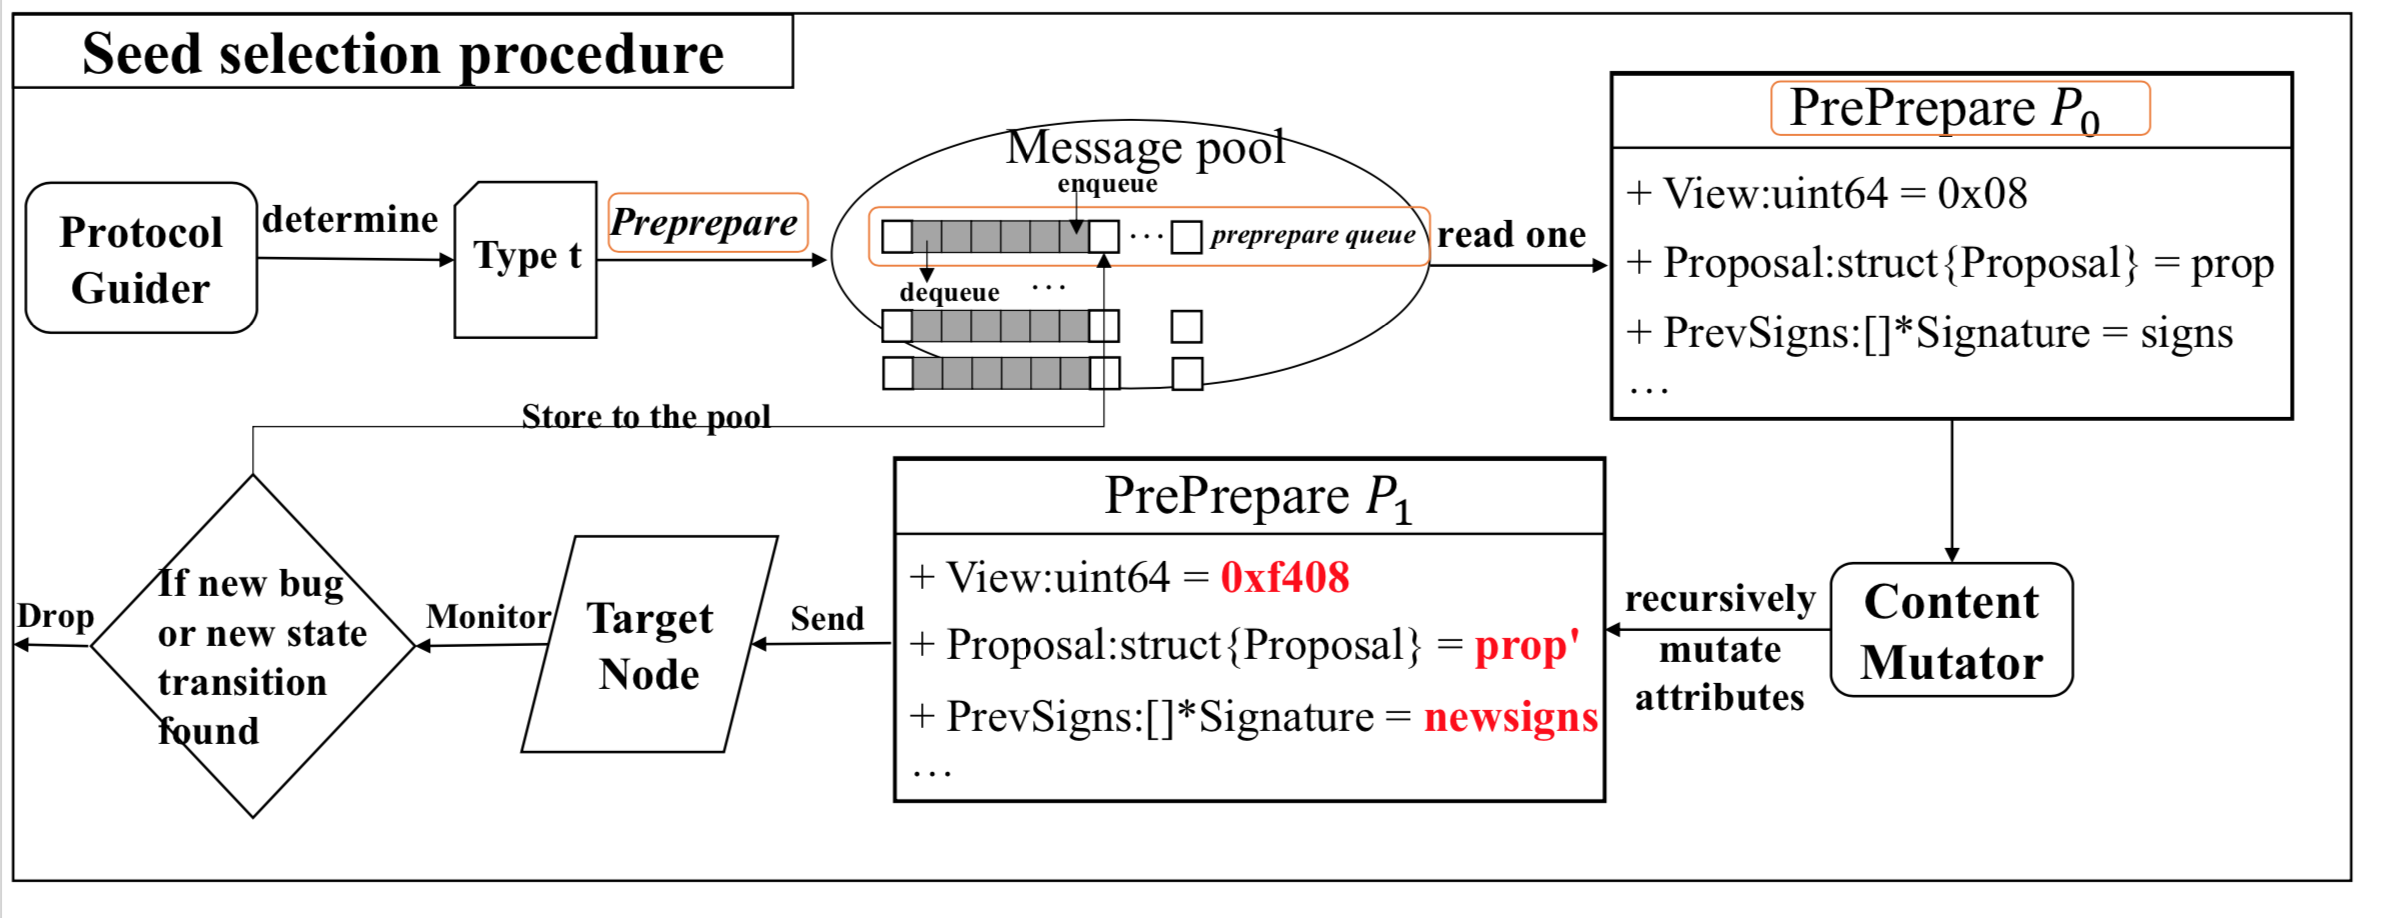 Seed selection procedure
Protocol
Guider
determine
Type t
Preprepare
Message pool
enqueue
··· preprepare queue
dequeue ···
read one
PrePrepare P₀
+ View:uint64 = 0x08
+ Proposal:struct{Proposal} = prop
+ PrevSigns:[]*Signature = signs
···
Store to the pool
Content
Mutator
recursively
mutate
attributes
PrePrepare P₁
+ View:uint64 = 0xf408
+ Proposal:struct{Proposal} = prop'
+ PrevSigns:[]*Signature = newsigns
···
Send
Target
Node
Monitor
If new bug
or new state
transition
found
Drop